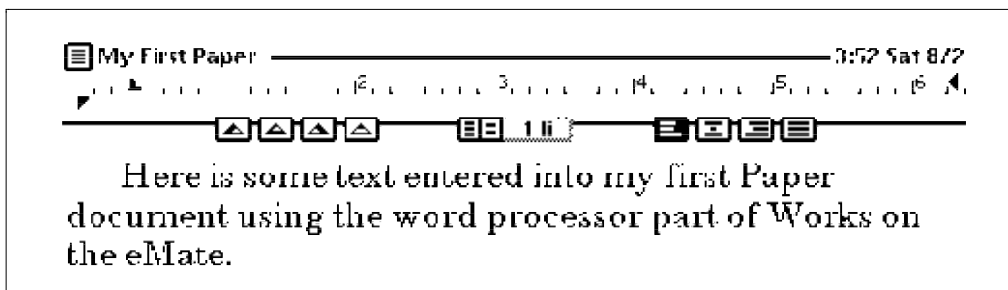 My First Paper 3:52 Sat 8/2
2 3 4 5 6
1 li
Here is some text entered into my first Paper
document using the word processor part of Works on
the eMate.